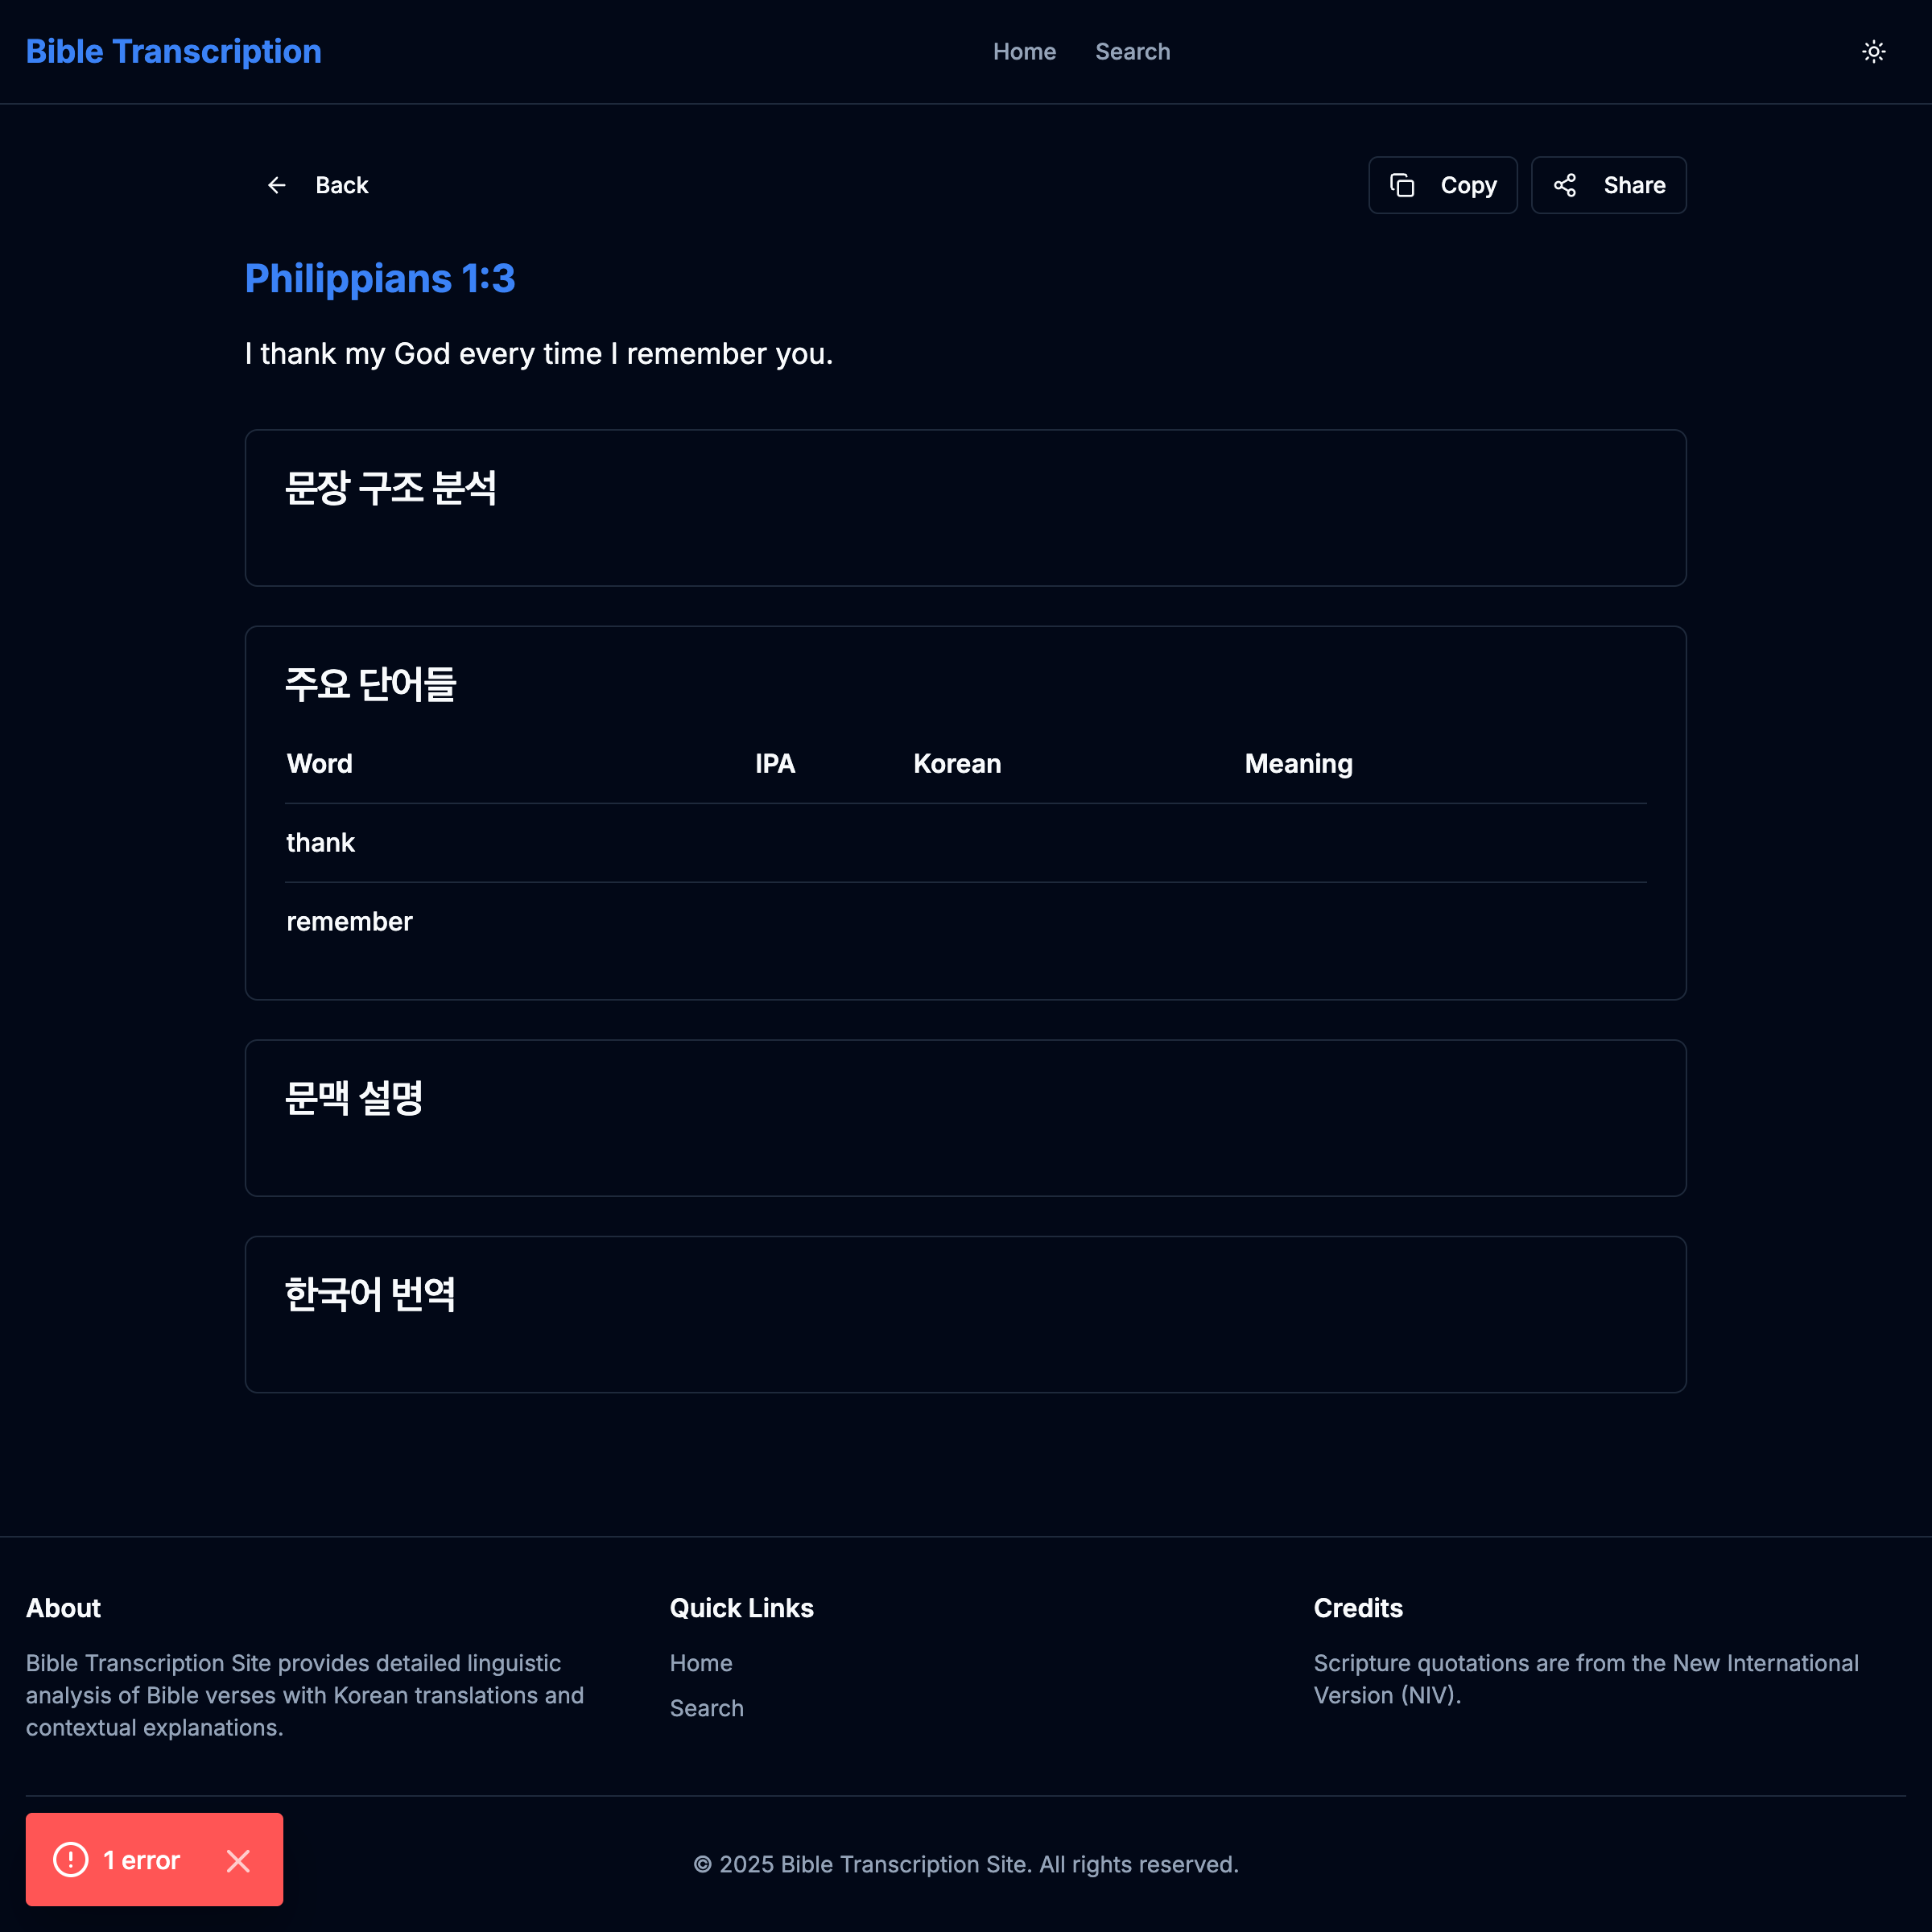 Bible Transcription
Home
Search
Back
Copy
Share
Philippians 1:3
I thank my God every time I remember you.
문장 구조 분석
주요 단어들
Word IPA Korean Meaning
thank
remember
문맥 설명
한국어 번역
About
Bible Transcription Site provides detailed linguistic
analysis of Bible verses with Korean translations and
contextual explanations.
Quick Links
Home
Search
Credits
Scripture quotations are from the New International
Version (NIV).
1 error
© 2025 Bible Transcription Site. All rights reserved.